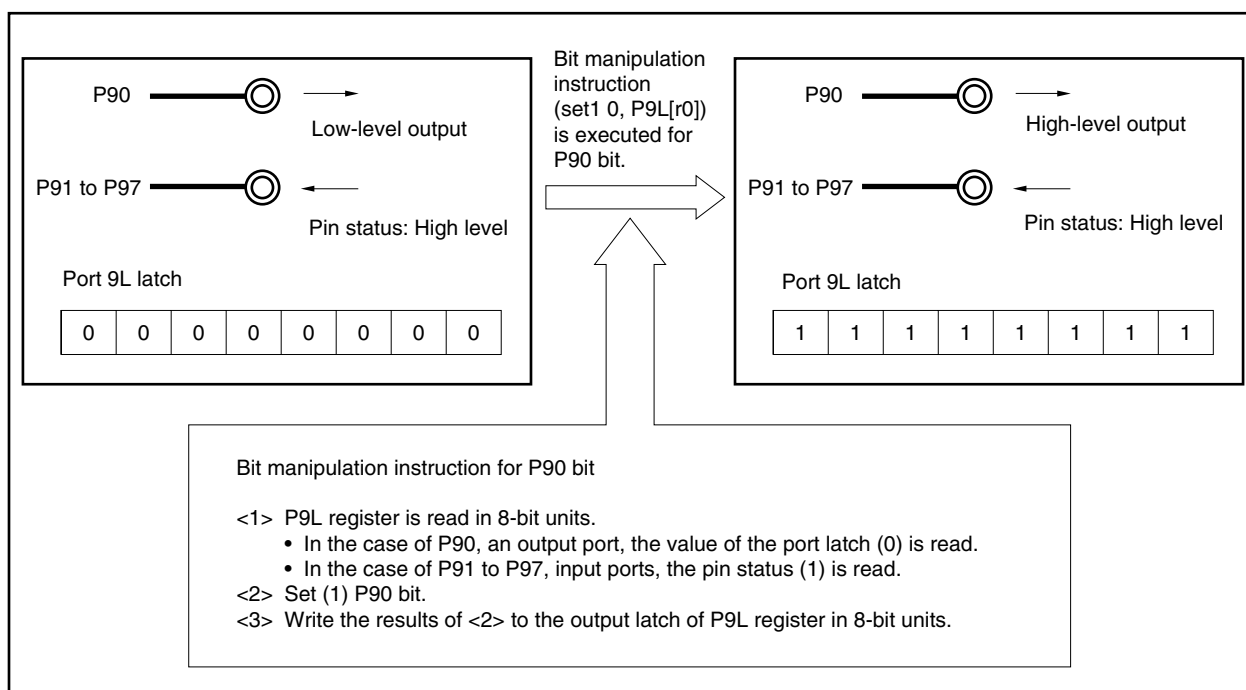 P90
Low-level output
P91 to P97
Pin status: High level
Port 9L latch
0 0 0 0 0 0 0 0
Bit manipulation
instruction
(set1 0, P9L[r0])
is executed for
P90 bit.
P90
High-level output
P91 to P97
Pin status: High level
Port 9L latch
1 1 1 1 1 1 1 1
Bit manipulation instruction for P90 bit
<1> P9L register is read in 8-bit units.
• In the case of P90, an output port, the value of the port latch (0) is read.
• In the case of P91 to P97, input ports, the pin status (1) is read.
<2> Set (1) P90 bit.
<3> Write the results of <2> to the output latch of P9L register in 8-bit units.